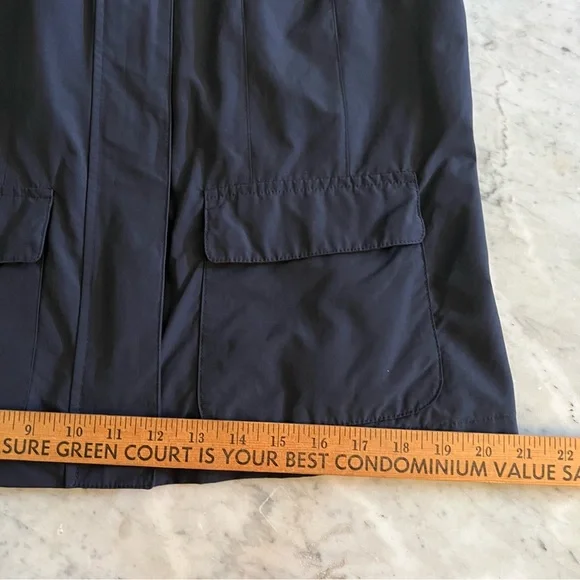 9 10 11 12 13 14 15 16 17 18 19 20 21 22
SURE GREEN COURT IS YOUR BEST CONDOMINIUM VALUE SA